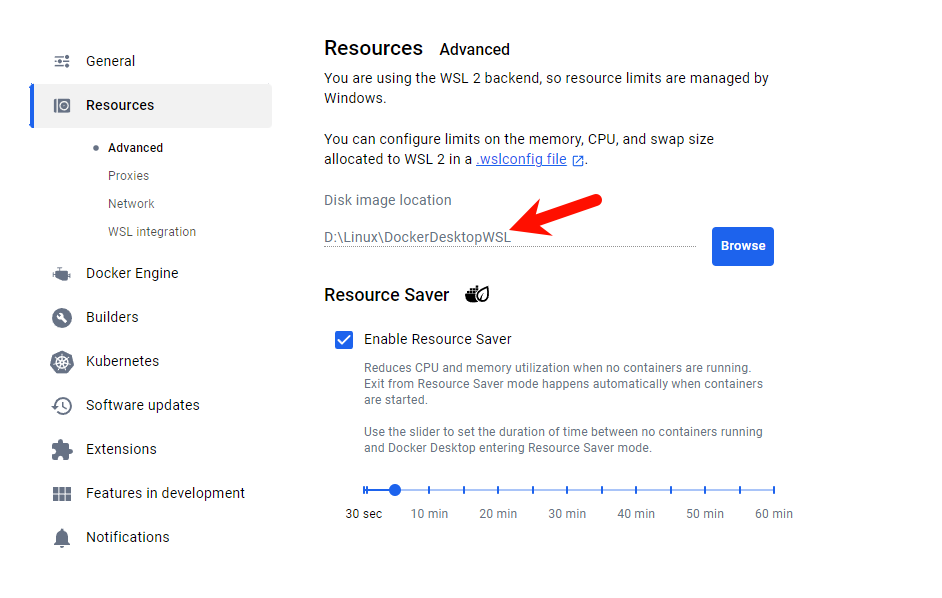 General
Resources
Advanced
Proxies
Network
WSL integration
Docker Engine
Builders
Kubernetes
Software updates
Extensions
Features in development
Notifications
Resources Advanced
You are using the WSL 2 backend, so resource limits are managed by
Windows.
You can configure limits on the memory, CPU, and swap size
allocated to WSL 2 in a .wslconfig file.
Disk image location
D:\Linux\DockerDesktopWSL
Browse
Resource Saver
Enable Resource Saver
Reduces CPU and memory utilization when no containers are running.
Exit from Resource Saver mode happens automatically when containers
are started.
Use the slider to set the duration of time between no containers running
and Docker Desktop entering Resource Saver mode.
30 sec 10 min 20 min 30 min 40 min 50 min 60 min